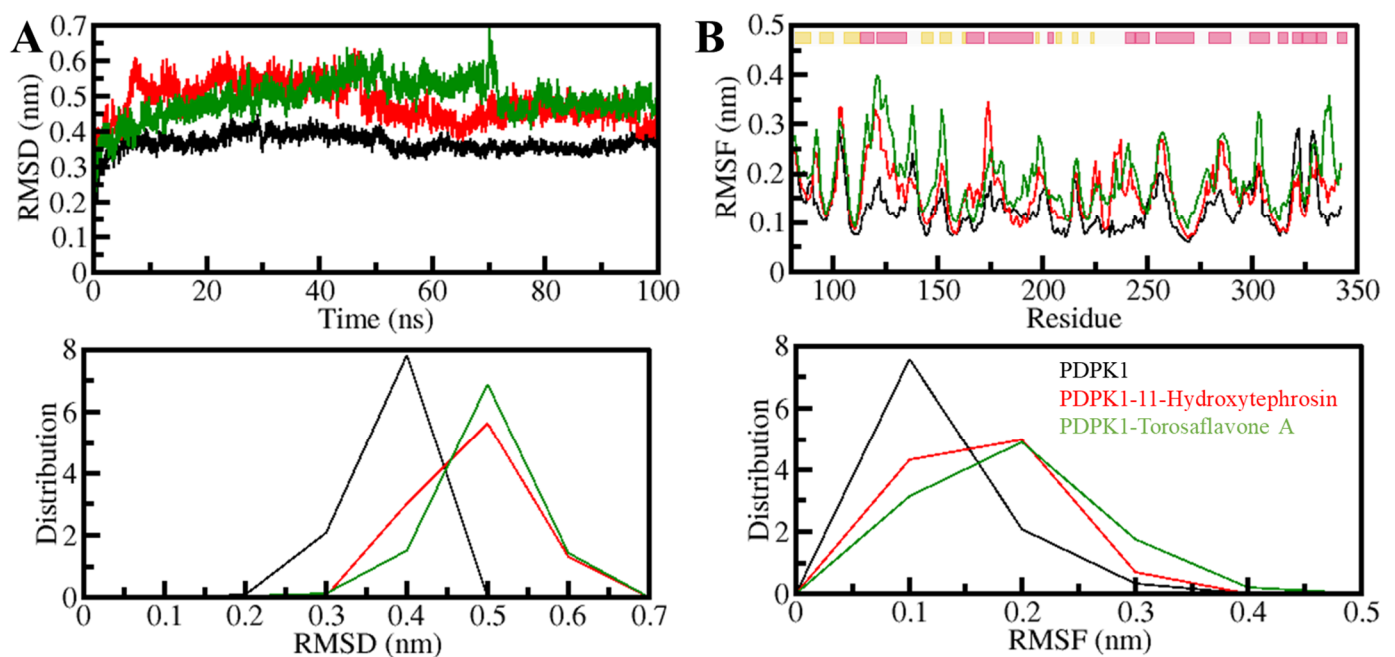 A
0.7
0.6
0.5
0.4
0.3
0.2
0.1
0
RMSD (nm)
0 20 40 60 80 100
Time (ns)
B
0.5
0.4
0.3
0.2
0.1
0
RMSF (nm)
100 150 200 250 300 350
Residue
8
6
4
2
0
Distribution
0 0.1 0.2 0.3 0.4 0.5 0.6 0.7
RMSD (nm)
8
6
4
2
0
Distribution
PDPK1
PDPK1-11-Hydroxytephrosin
PDPK1-Torosaflavone A
0 0.1 0.2 0.3 0.4 0.5
RMSF (nm)